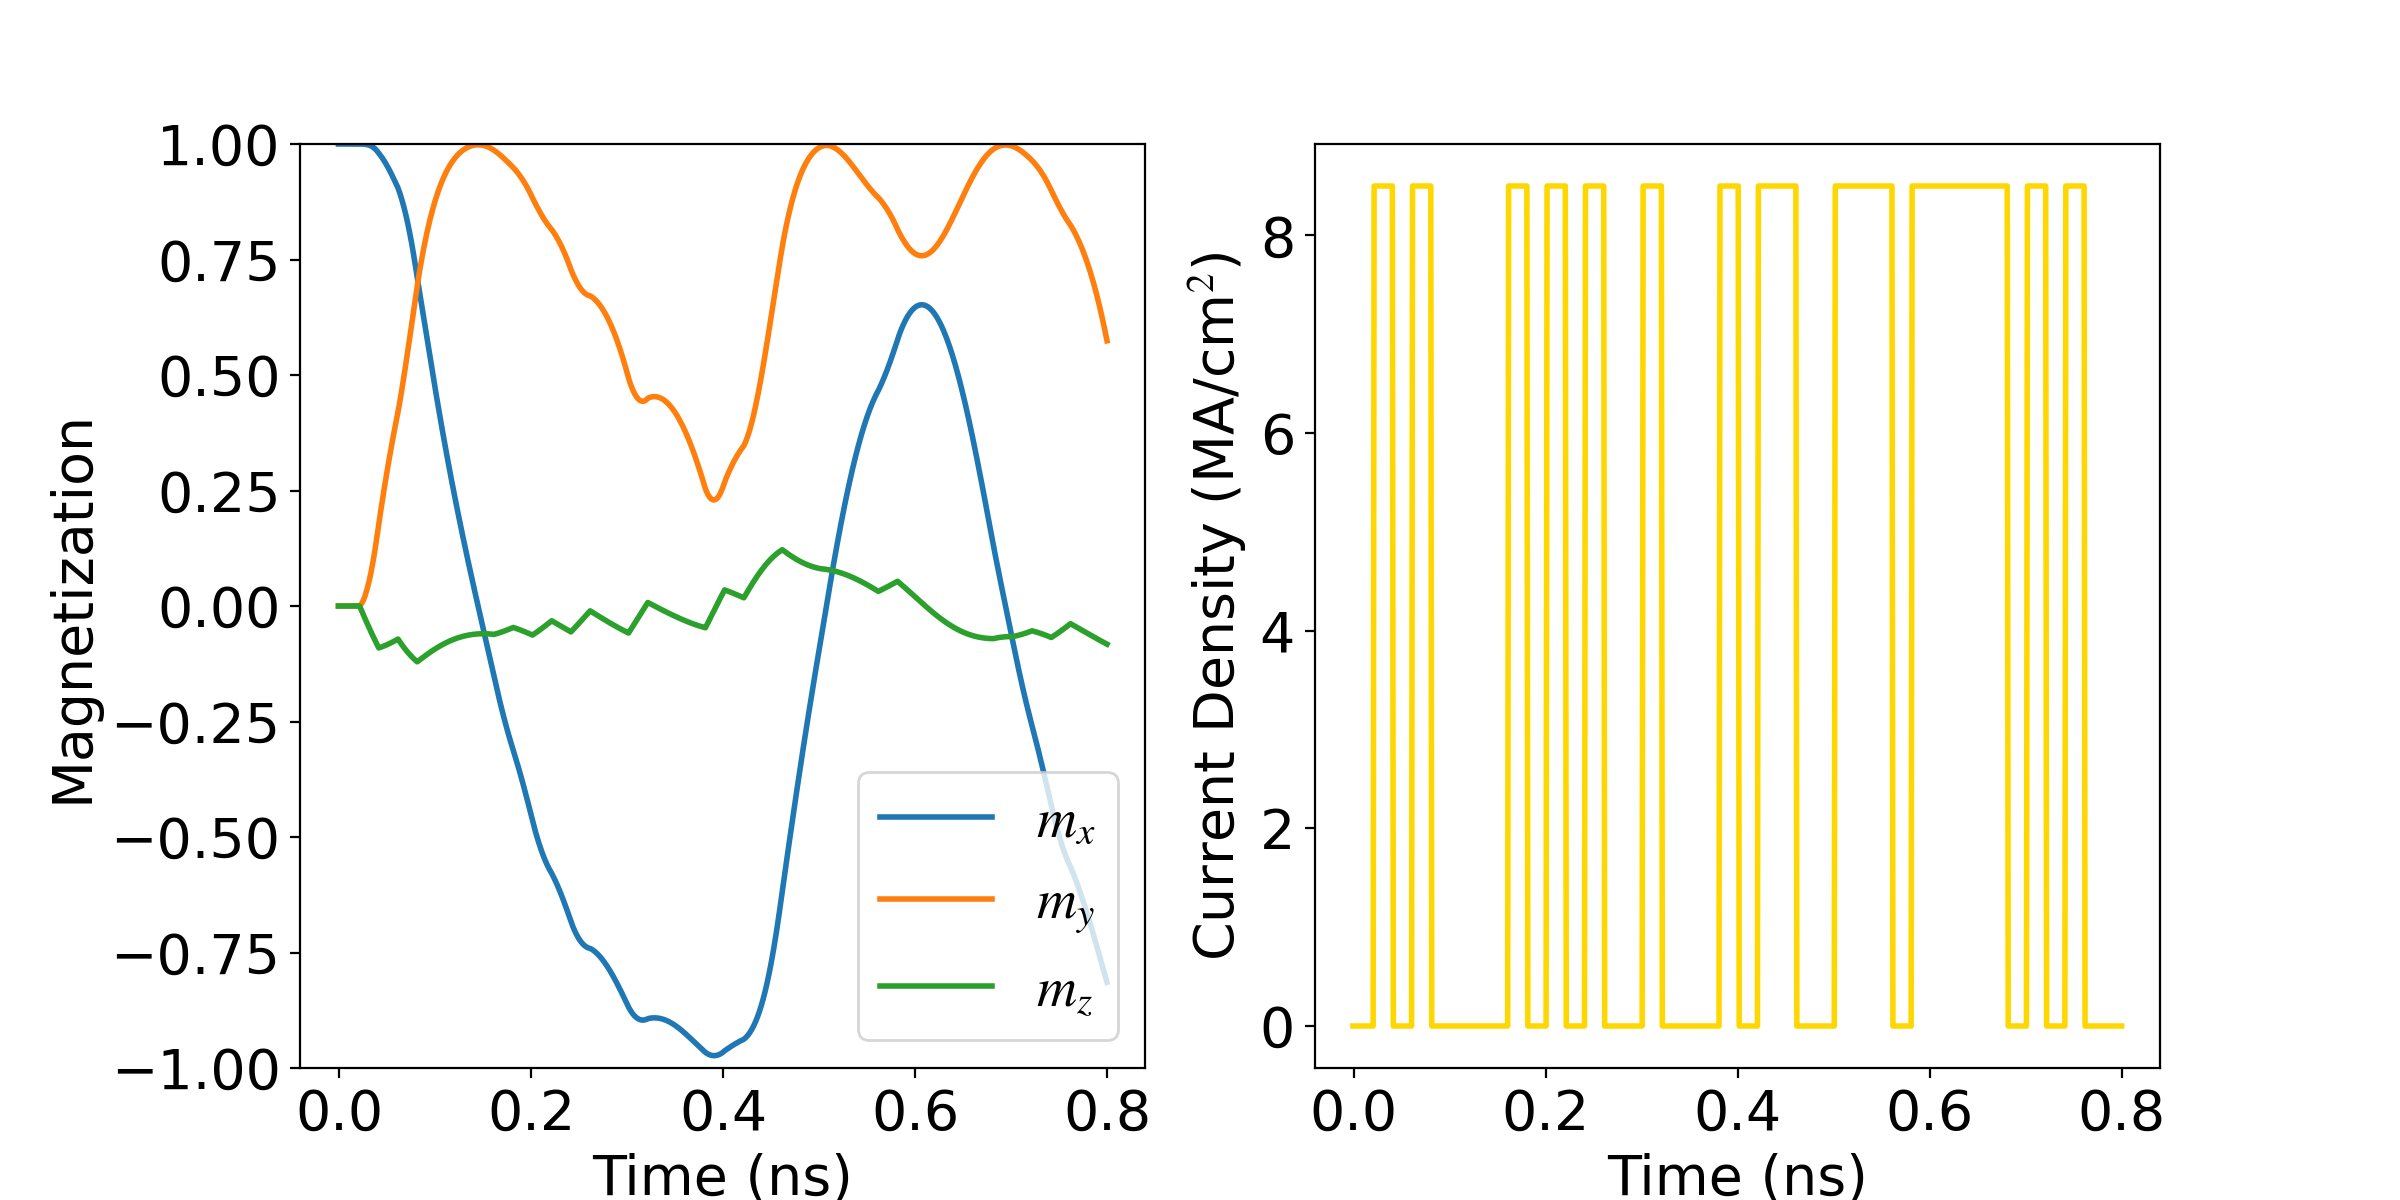 1.00
0.75
0.50
0.25
0.00
−0.25
−0.50
−0.75
−1.00
Magnetization
0.0 0.2 0.4 0.6 0.8
Time (ns)
mₓ
m_y
m_z
8
6
4
2
0
Current Density (MA/cm²)
0.0 0.2 0.4 0.6 0.8
Time (ns)